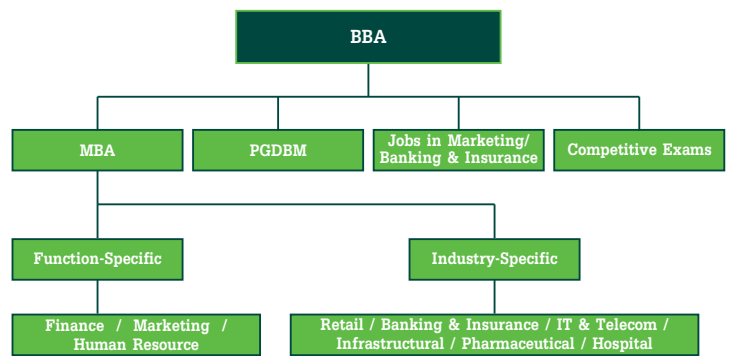 BBA
MBA
PGDBM
Jobs in Marketing/
Banking & Insurance
Competitive Exams
Function-Specific
Industry-Specific
Finance / Marketing /
Human Resource
Retail / Banking & Insurance / IT & Telecom /
Infrastructural / Pharmaceutical / Hospital